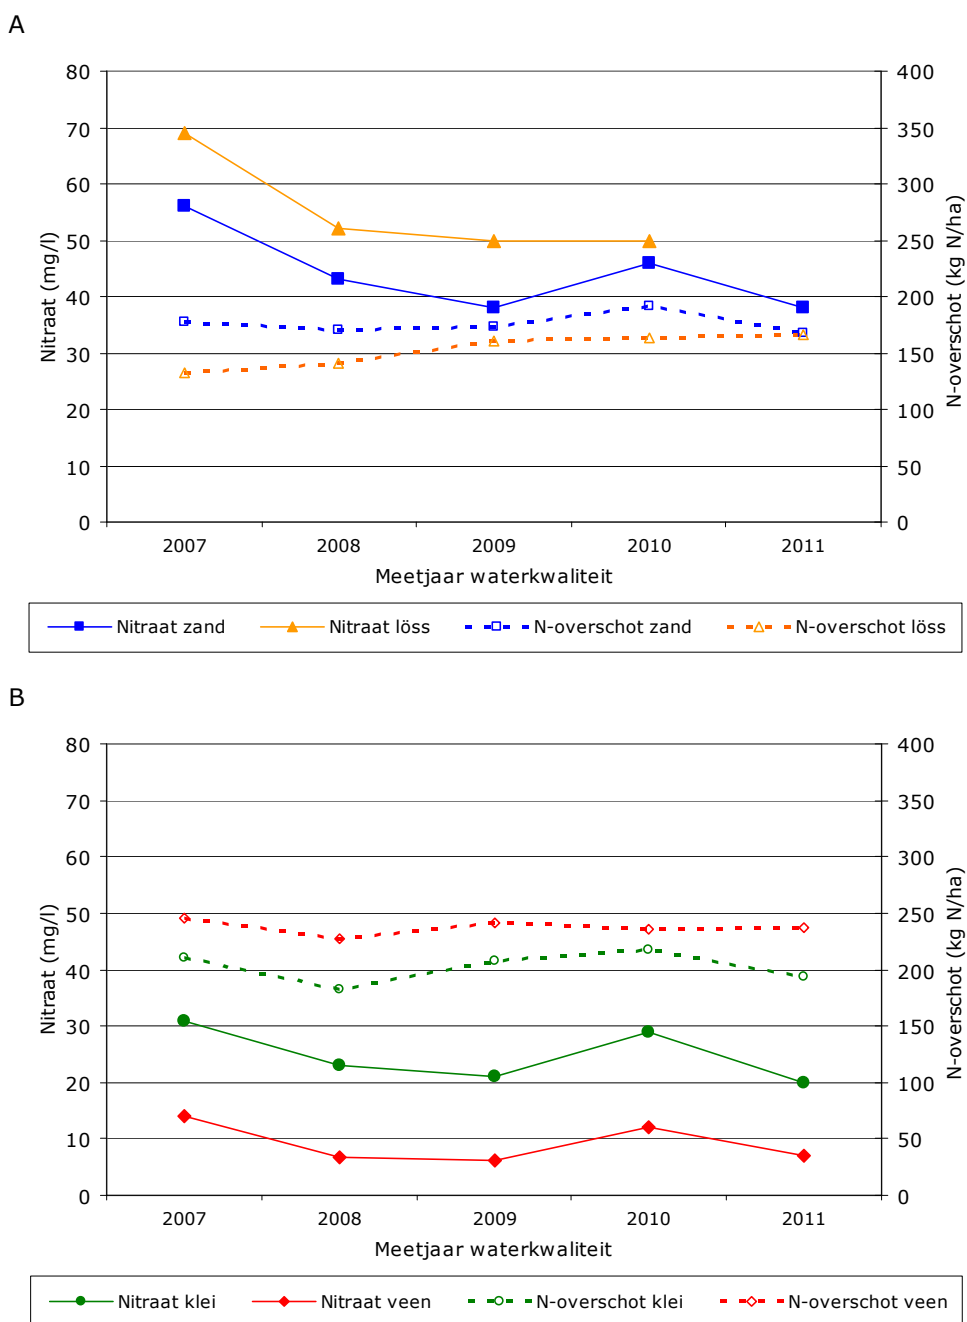 A
80 400
70 350
60 300
50 250
40 200
30 150
20 100
10 50
0 0
Nitraat (mg/l)
N-overschot (kg N/ha)
2007 2008 2009 2010 2011
Meetjaar waterkwaliteit
Nitraat zand Nitraat löss N-overschot zand N-overschot löss
B
80 400
70 350
60 300
50 250
40 200
30 150
20 100
10 50
0 0
Nitraat (mg/l)
N-overschot (kg N/ha)
2007 2008 2009 2010 2011
Meetjaar waterkwaliteit
Nitraat klei Nitraat veen N-overschot klei N-overschot veen